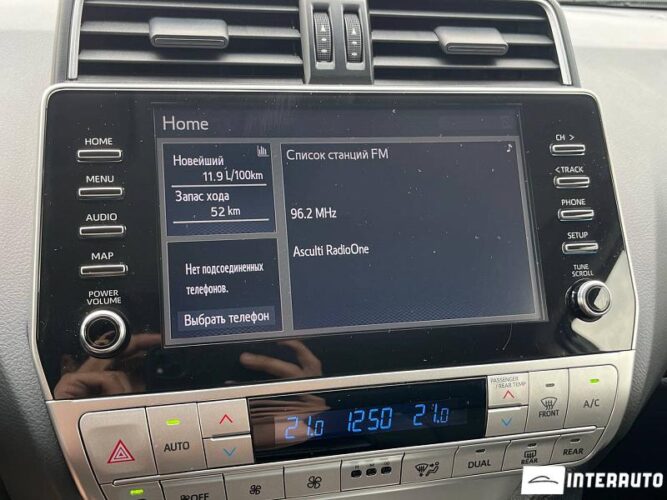 HOME
MENU
AUDIO
MAP
POWER
VOLUME
Home
Новейший
11.9 L/100km
Запас хода
52 km
Нет подсоединенных
телефонов.
Выбрать телефон
Список станций FM
96.2 MHz
Asculti RadioOne
CH >
< TRACK
PHONE
SETUP
TUNE
SCROLL
PASSENGER
/REAR TEMP
AUTO
21.0 12:50 21.0
FRONT
A/C
OFF
DUAL
REAR
REAR
INTERAUTO